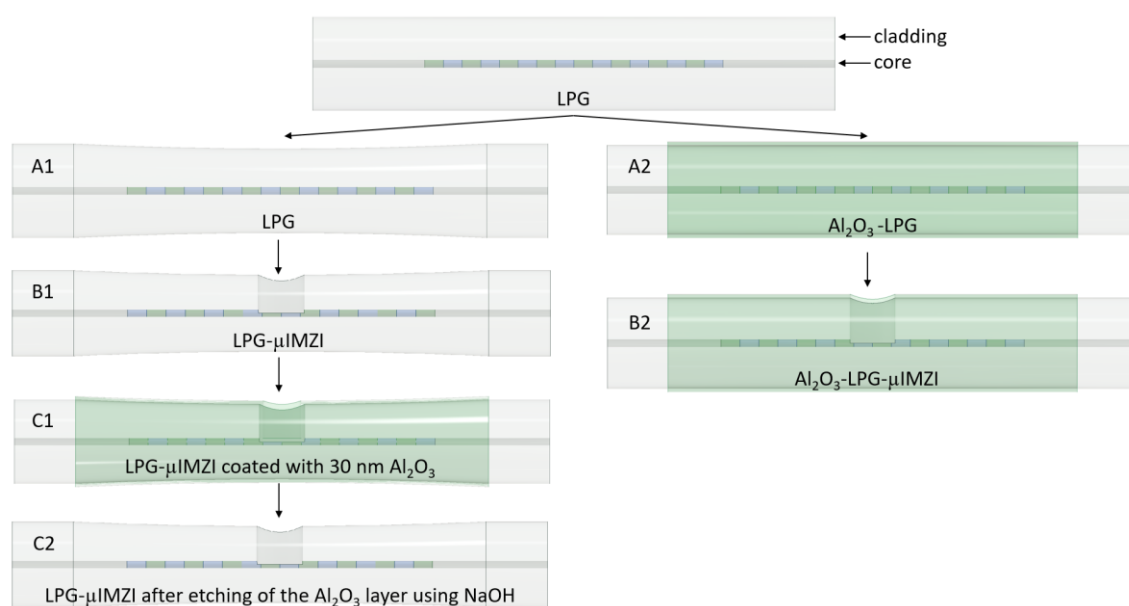 cladding
core
LPG
A1
LPG
A2
Al₂O₃ -LPG
B1
LPG-μIMZI
B2
Al₂O₃-LPG-μIMZI
C1
LPG-μIMZI coated with 30 nm Al₂O₃
C2
LPG-μIMZI after etching of the Al₂O₃ layer using NaOH